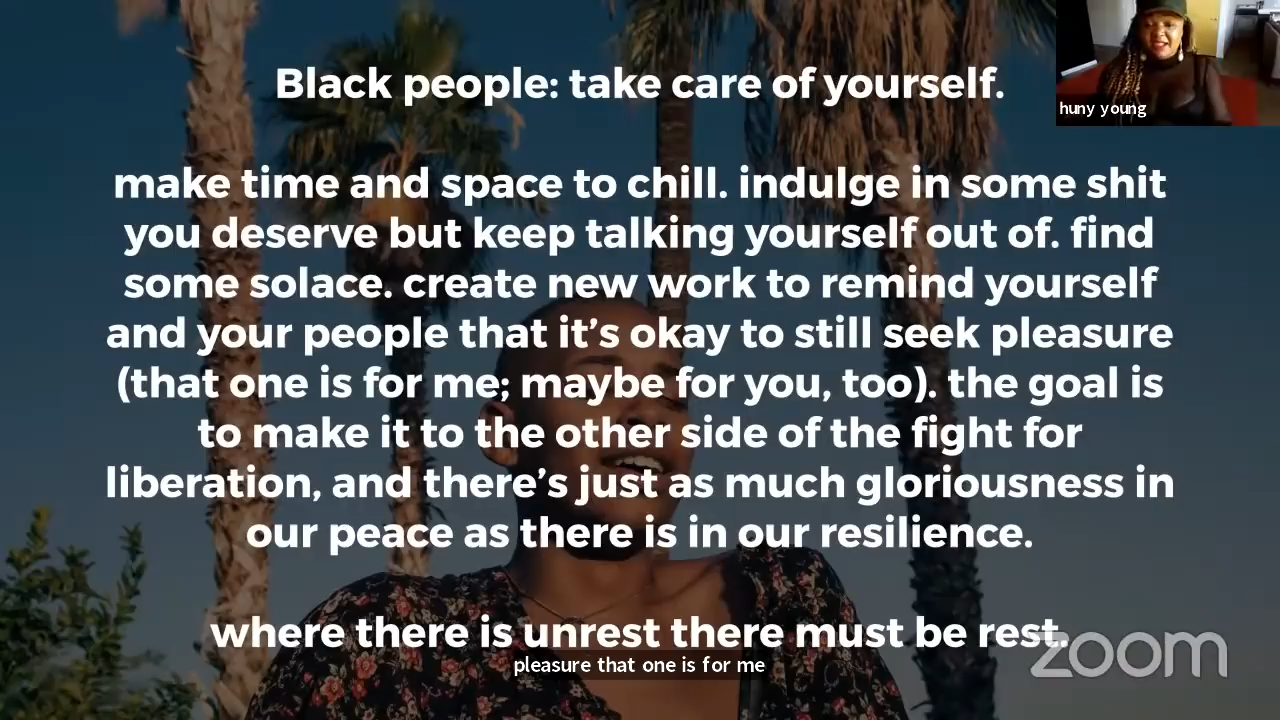 Black people: take care of yourself.
huny young
make time and space to chill. indulge in some shit
you deserve but keep talking yourself out of. find
some solace. create new work to remind yourself
and your people that it’s okay to still seek pleasure
(that one is for me; maybe for you, too). the goal is
to make it to the other side of the fight for
liberation, and there’s just as much gloriousness in
our peace as there is in our resilience.
where there is unrest there must be rest.
pleasure that one is for me
zoom